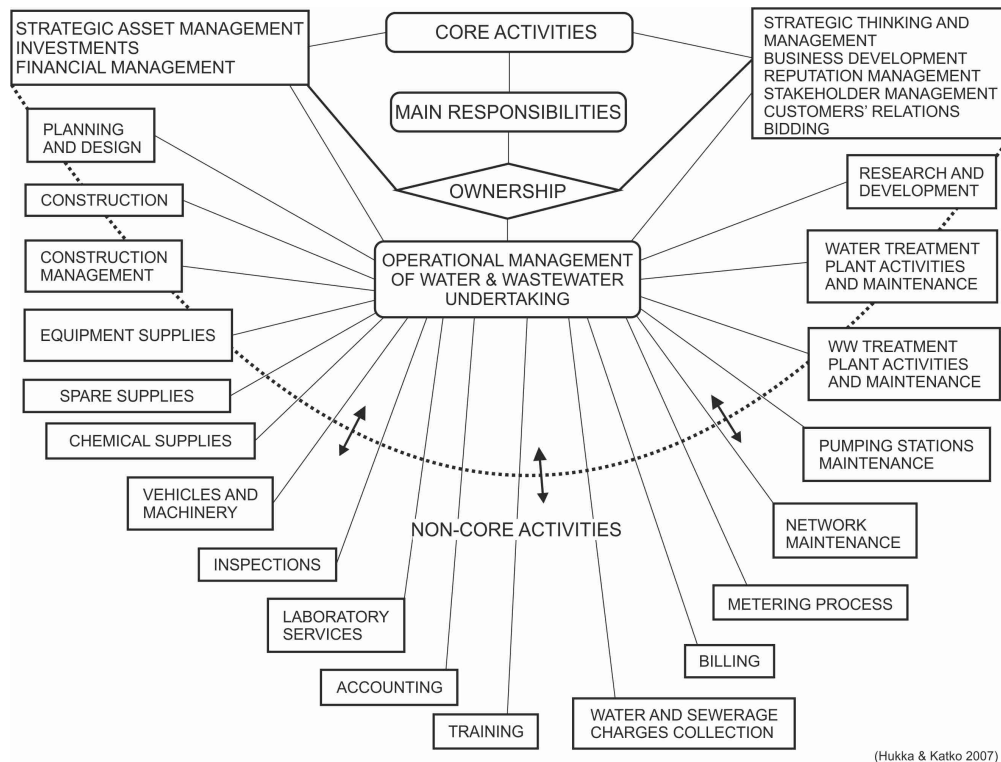 STRATEGIC ASSET MANAGEMENT
INVESTMENTS
FINANCIAL MANAGEMENT
CORE ACTIVITIES
STRATEGIC THINKING AND
MANAGEMENT
BUSINESS DEVELOPMENT
REPUTATION MANAGEMENT
STAKEHOLDER MANAGEMENT
CUSTOMERS' RELATIONS
BIDDING
MAIN RESPONSIBILITIES
OWNERSHIP
OPERATIONAL MANAGEMENT
OF WATER & WASTEWATER
UNDERTAKING
PLANNING
AND DESIGN
CONSTRUCTION
CONSTRUCTION
MANAGEMENT
EQUIPMENT SUPPLIES
SPARE SUPPLIES
CHEMICAL SUPPLIES
VEHICLES AND
MACHINERY
INSPECTIONS
LABORATORY
SERVICES
ACCOUNTING
TRAINING
NON-CORE ACTIVITIES
RESEARCH AND
DEVELOPMENT
WATER TREATMENT
PLANT ACTIVITIES
AND MAINTENANCE
WW TREATMENT
PLANT ACTIVITIES
AND MAINTENANCE
PUMPING STATIONS
MAINTENANCE
NETWORK
MAINTENANCE
METERING PROCESS
BILLING
WATER AND SEWERAGE
CHARGES COLLECTION
(Hukka & Katko 2007)